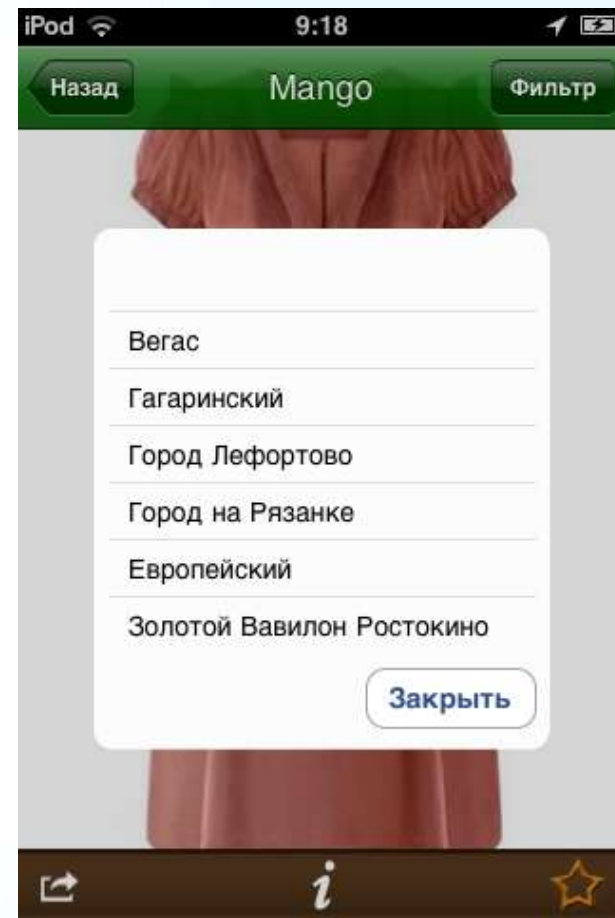 iPod 9:18
Назад Mango Фильтр
Вегас
Гагаринский
Город Лефортово
Город на Рязанке
Европейский
Золотой Вавилон Ростокино
Закрыть
i